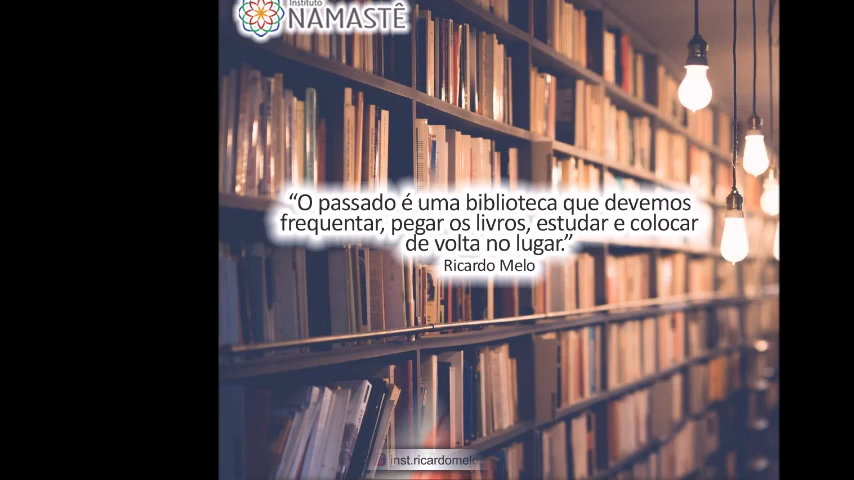 Instituto
NAMASTÊ
“O passado é uma biblioteca que devemos
frequentar, pegar os livros, estudar e colocar
de volta no lugar.”
Ricardo Melo
inst.ricardomelo